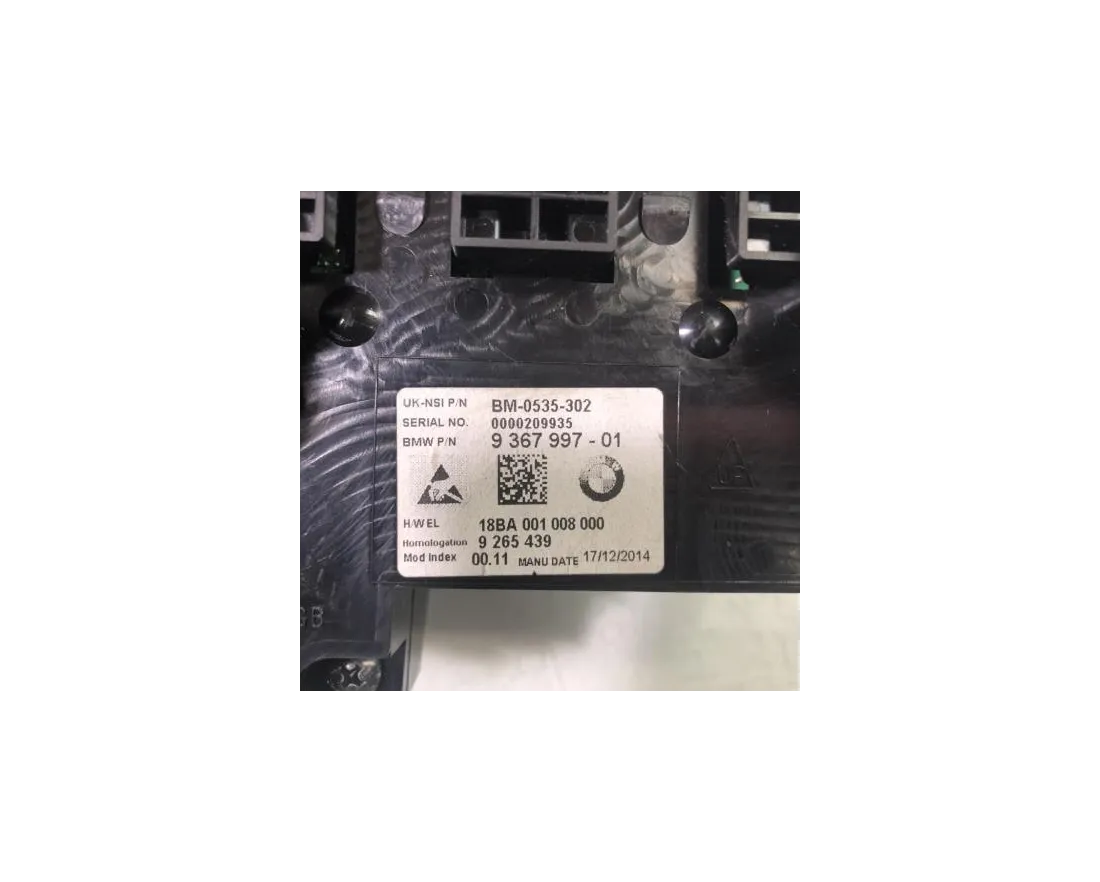 UK-NSI P/N BM-0535-302
SERIAL NO. 0000209935
BMW P/N 9 367 997 - 01
H/W EL 18BA 001 008 000
Homologation 9 265 439
Mod Index 00.11 MANU DATE 17/12/2014
GB